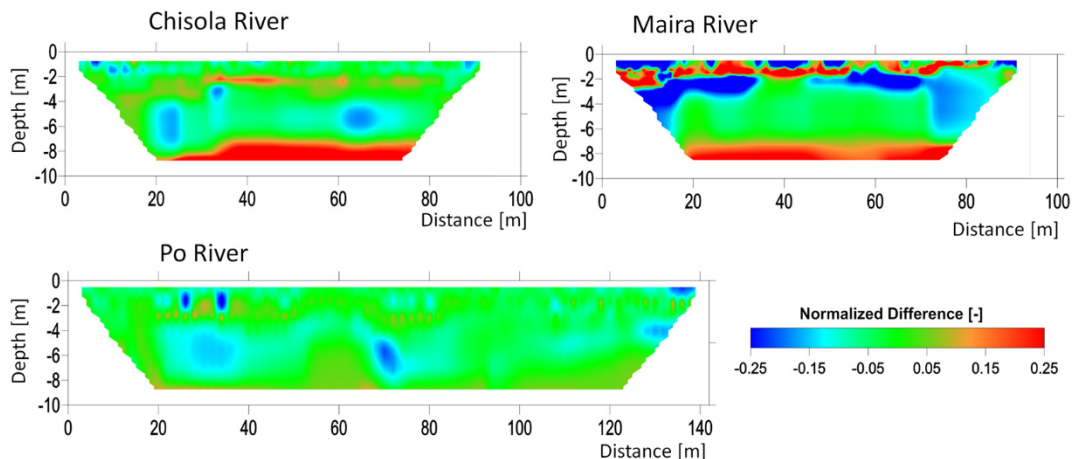 Chisola River
0
-2
-4
-6
-8
-10
Depth [m]
0 20 40 60 80 100
Distance [m]
Maira River
0
-2
-4
-6
-8
-10
Depth [m]
0 20 40 60 80 100
Distance [m]
Po River
0
-2
-4
-6
-8
-10
Depth [m]
0 20 40 60 80 100 120 140
Distance [m]
Normalized Difference [-]
-0.25 -0.15 -0.05 0.05 0.15 0.25